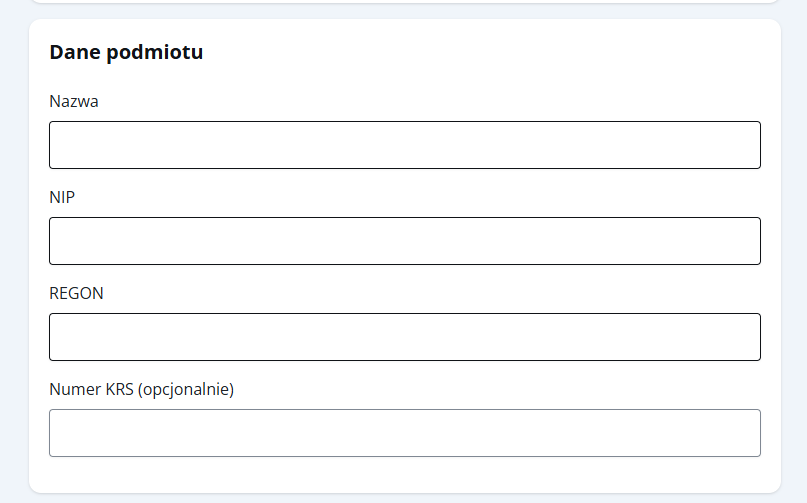 Dane podmiotu
Nazwa
NIP
REGON
Numer KRS (opcjonalnie)